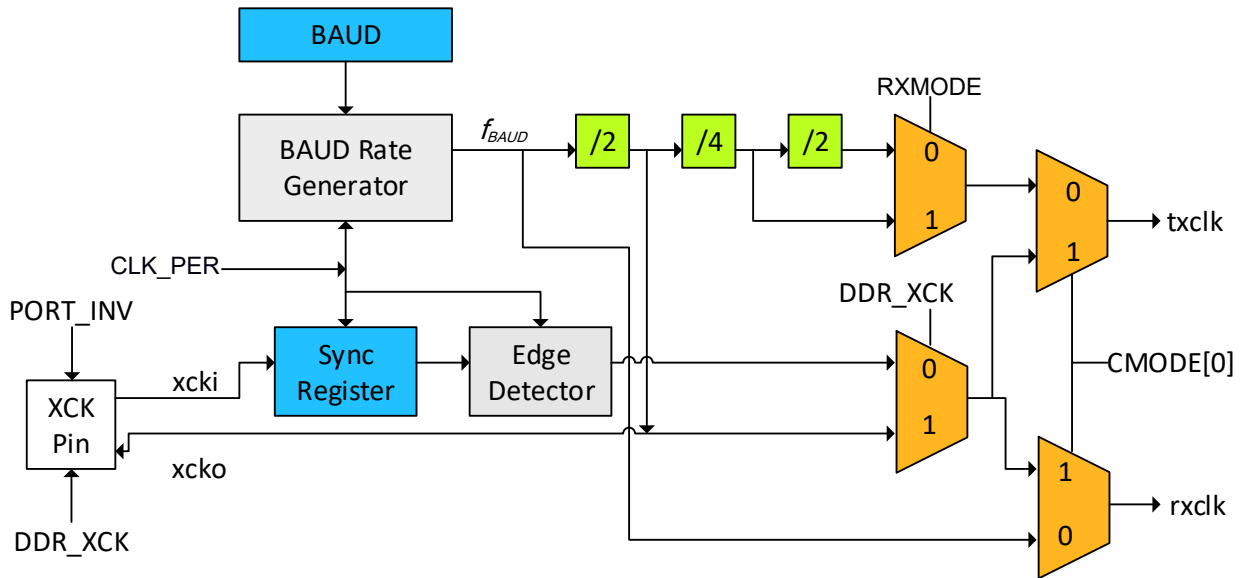 BAUD
RXMODE
BAUD Rate
Generator
fBAUD
/2
/4
/2
0
1
0
1
txclk
CLK_PER
DDR_XCK
PORT_INV
Sync
Register
Edge
Detector
0
1
CMODE[0]
xcki
XCK
Pin
xcko
1
0
rxclk
DDR_XCK